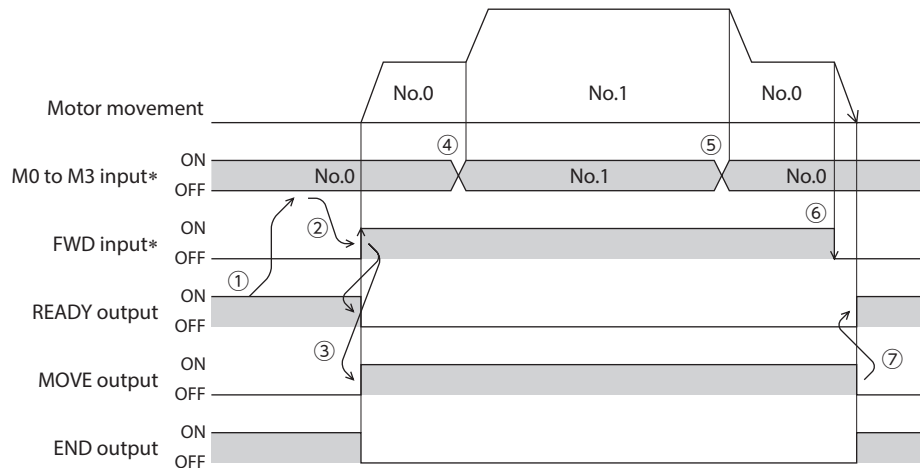 No.0 No.1 No.0
Motor movement
④ ⑤
M0 to M3 input* ON OFF No.0 No.1 No.0
② ⑥
FWD input* ON OFF
①
READY output ON OFF
③ ⑦
MOVE output ON OFF
END output ON OFF